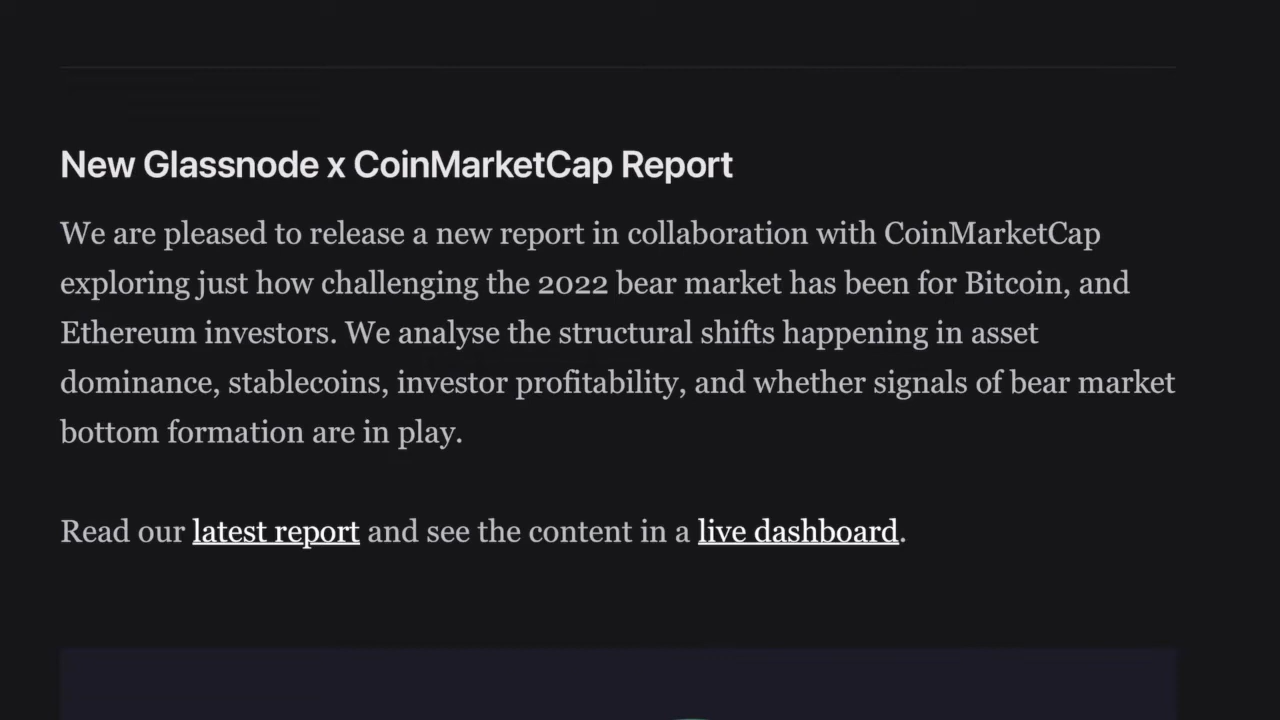 New Glassnode x CoinMarketCap Report
We are pleased to release a new report in collaboration with CoinMarketCap
exploring just how challenging the 2022 bear market has been for Bitcoin, and
Ethereum investors. We analyse the structural shifts happening in asset
dominance, stablecoins, investor profitability, and whether signals of bear market
bottom formation are in play.
Read our latest report and see the content in a live dashboard.